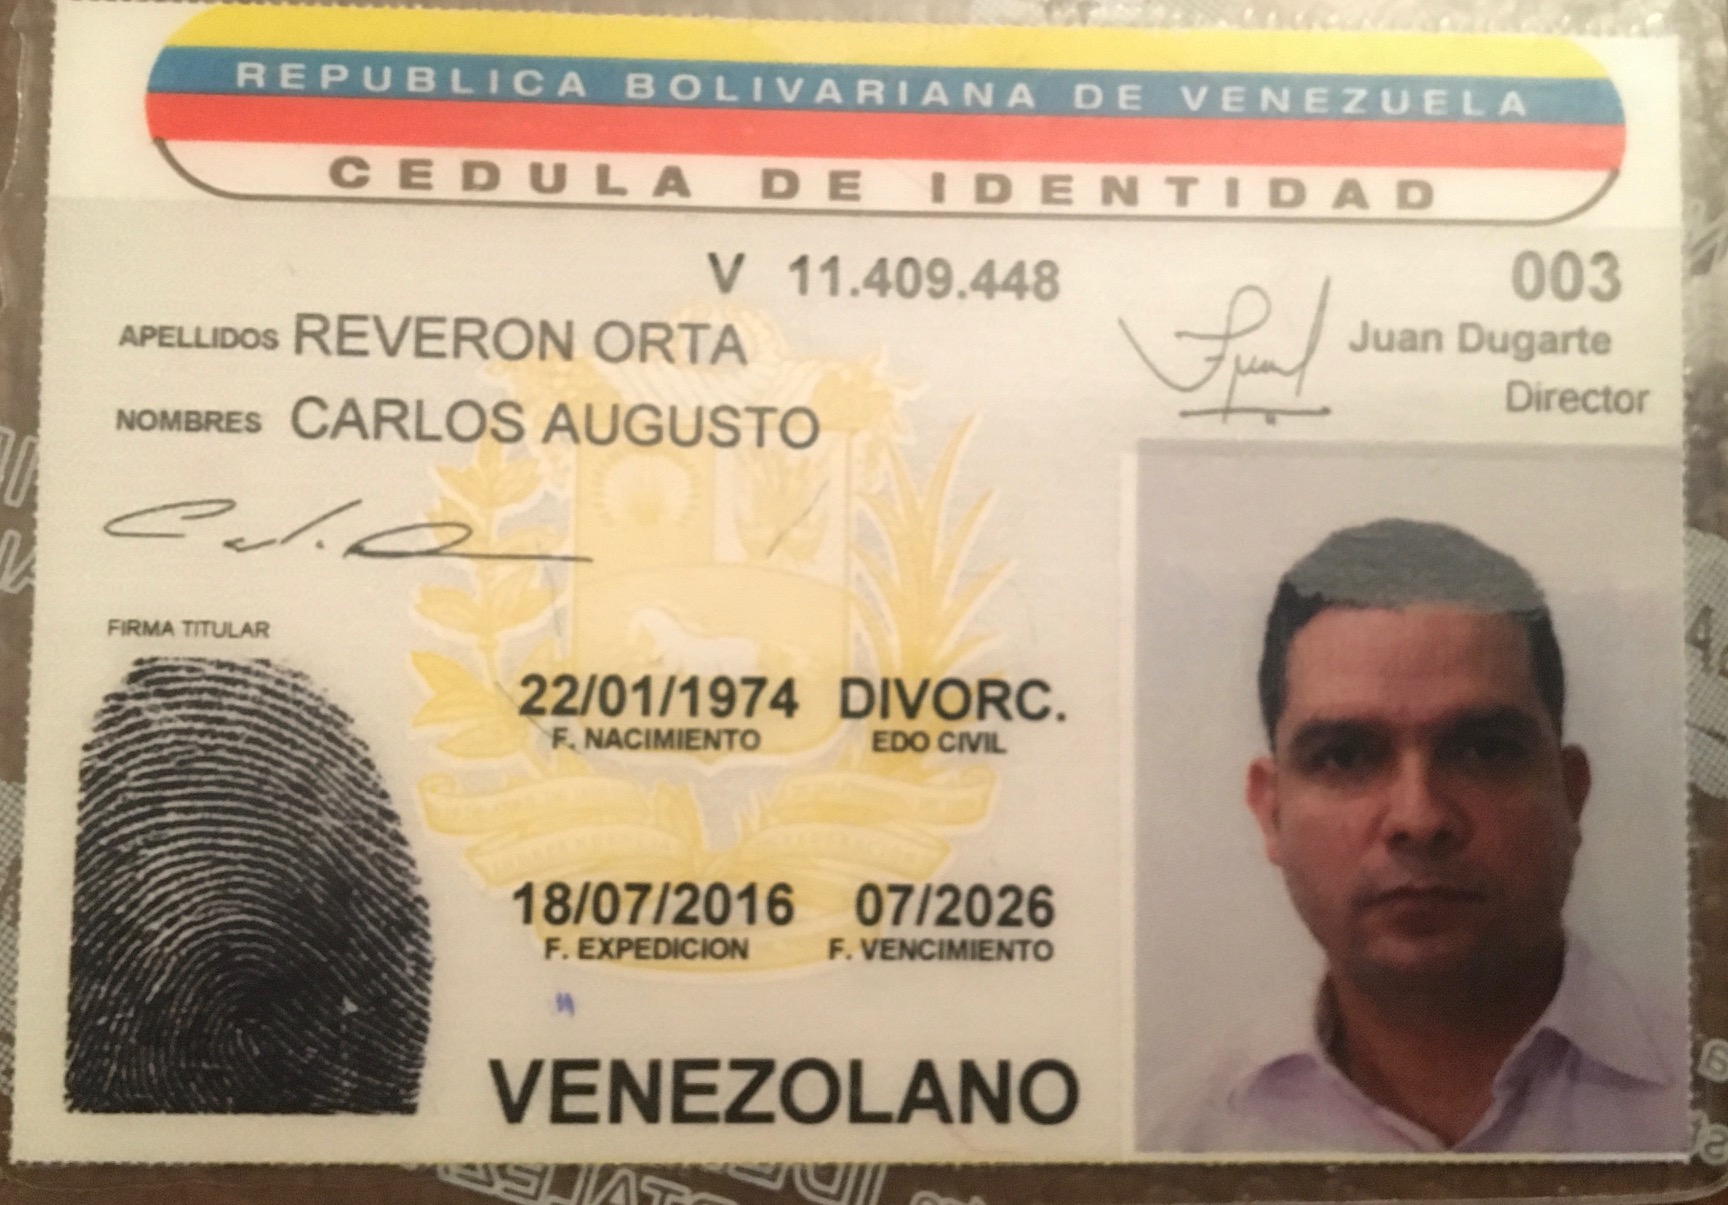 REPUBLICA BOLIVARIANA DE VENEZUELA
CEDULA DE IDENTIDAD
V 11.409.448 003
APELLIDOS REVERON ORTA
Juan Dugarte
Director
NOMBRES CARLOS AUGUSTO
FIRMA TITULAR
22/01/1974 DIVORC.
F. NACIMIENTO EDO CIVIL
18/07/2016 07/2026
F. EXPEDICION F. VENCIMIENTO
VENEZOLANO